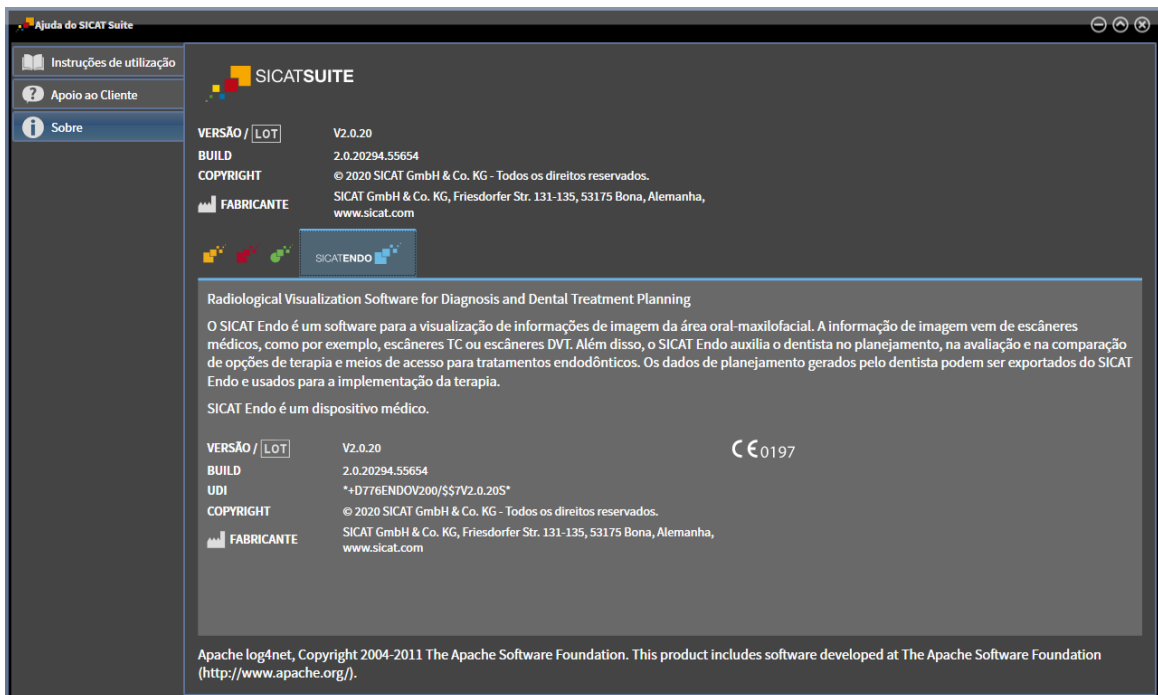 Ajuda do SICAT Suite
Instruções de utilização
Apoio ao Cliente
Sobre
SICATSUITE
VERSÃO / LOT V2.0.20
BUILD 2.0.20294.55654
COPYRIGHT © 2020 SICAT GmbH & Co. KG - Todos os direitos reservados.
FABRICANTE SICAT GmbH & Co. KG, Friesdorfer Str. 131-135, 53175 Bona, Alemanha,
www.sicat.com
SICATENDO
Radiological Visualization Software for Diagnosis and Dental Treatment Planning
O SICAT Endo é um software para a visualização de informações de imagem da área oral-maxilofacial. A informação de imagem vem de escâneres
médicos, como por exemplo, escâneres TC ou escâneres DVT. Além disso, o SICAT Endo auxilia o dentista no planejamento, na avaliação e na comparação
de opções de terapia e meios de acesso para tratamentos endodônticos. Os dados de planejamento gerados pelo dentista podem ser exportados do SICAT
Endo e usados para a implementação da terapia.
SICAT Endo é um dispositivo médico.
VERSÃO / LOT V2.0.20 CE0197
BUILD 2.0.20294.55654
UDI *+D776ENDOV200/$$7V2.0.20S*
COPYRIGHT © 2020 SICAT GmbH & Co. KG - Todos os direitos reservados.
FABRICANTE SICAT GmbH & Co. KG, Friesdorfer Str. 131-135, 53175 Bona, Alemanha,
www.sicat.com
Apache log4net, Copyright 2004-2011 The Apache Software Foundation. This product includes software developed at The Apache Software Foundation
(http://www.apache.org/).